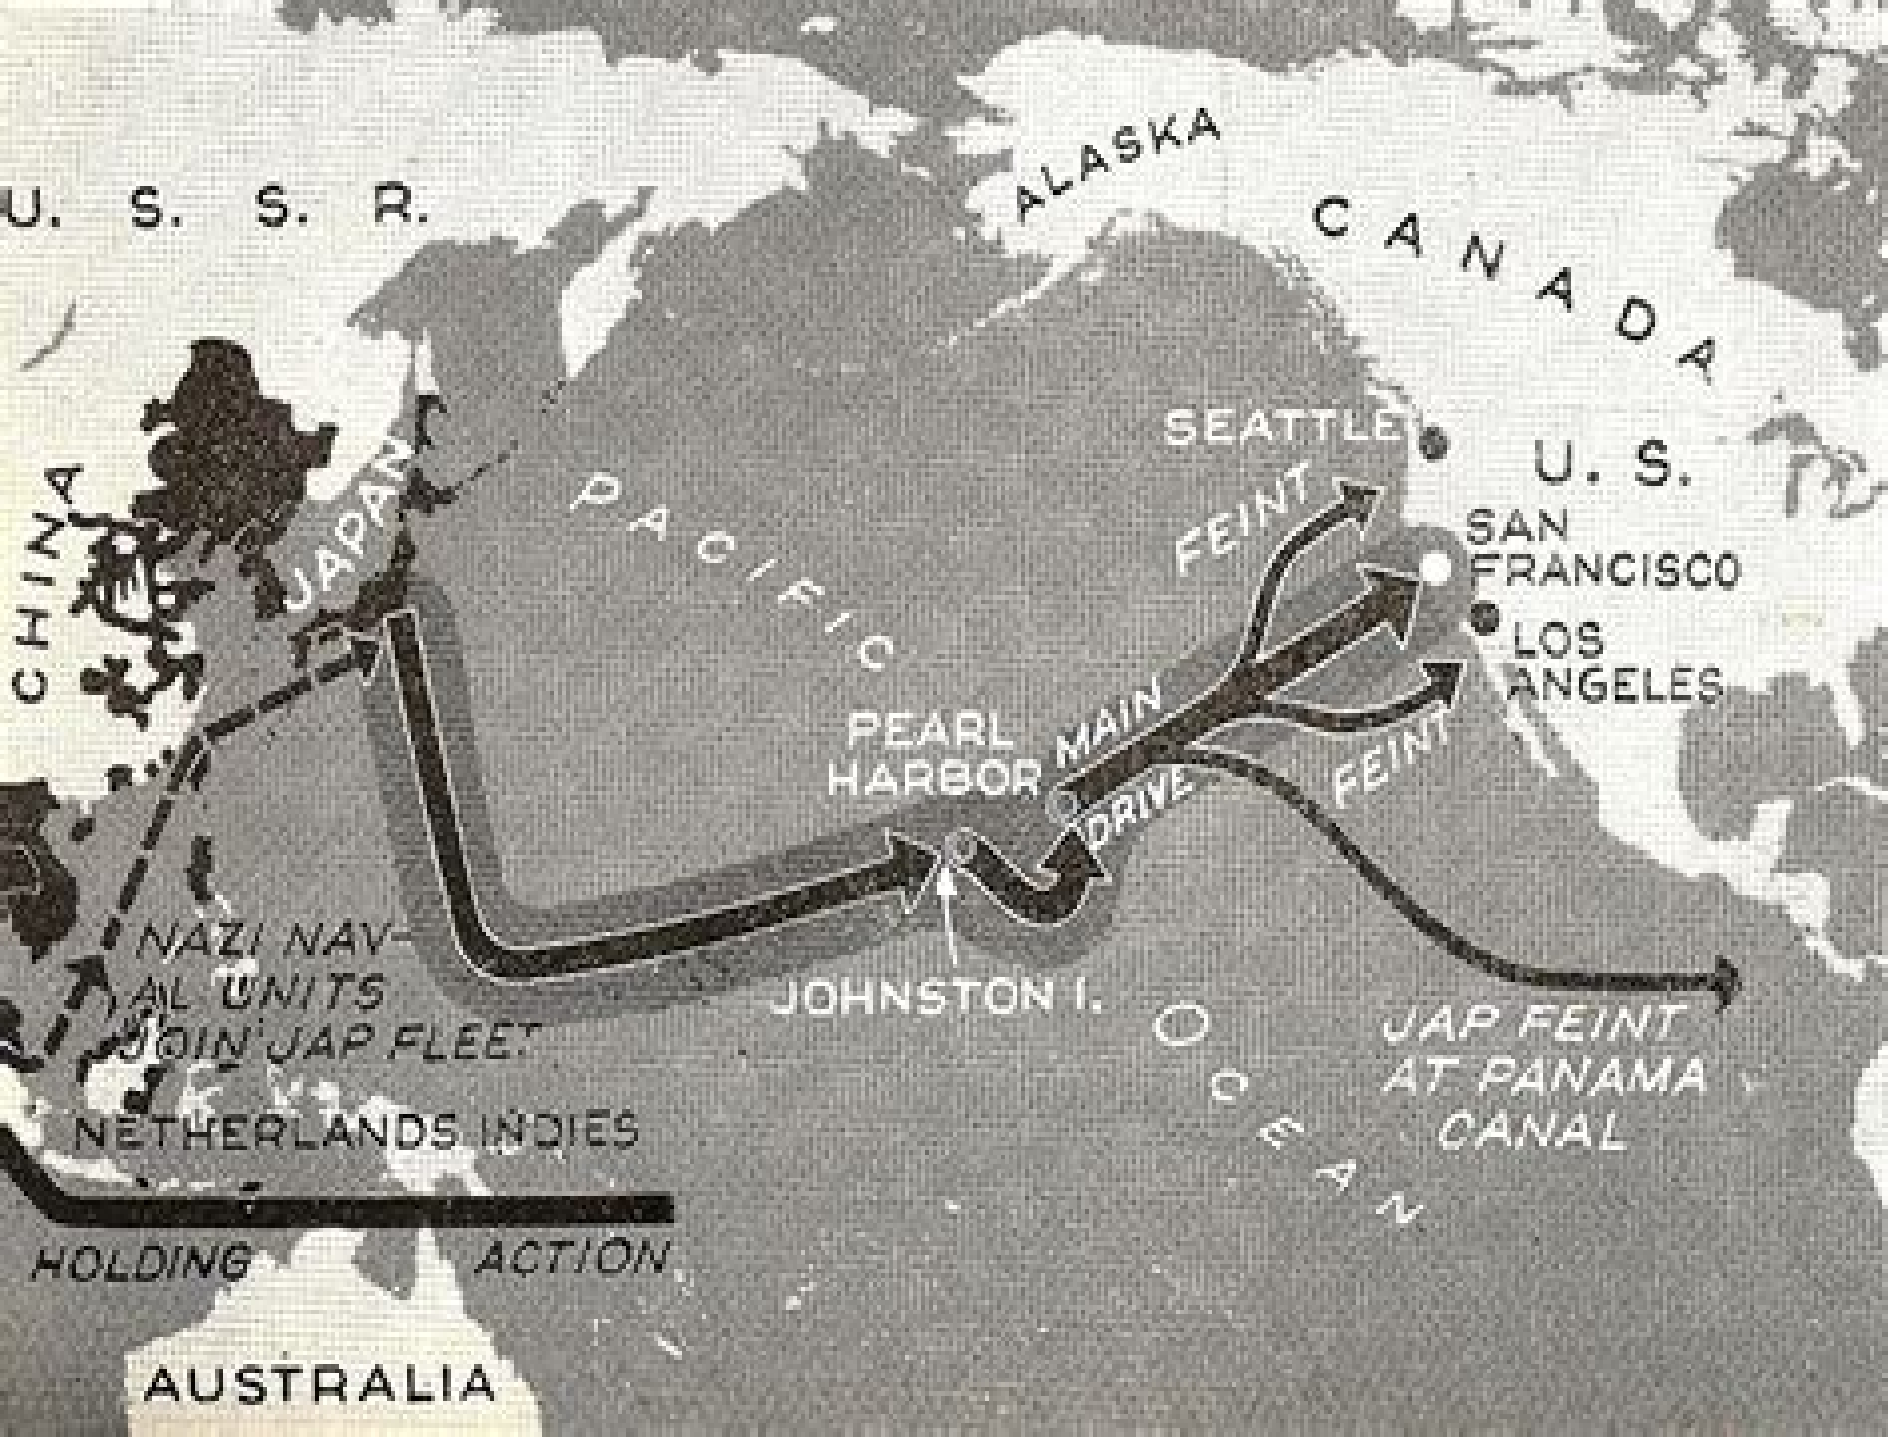 U. S. S. R.
ALASKA
CANADA
CHINA
JAPAN
PACIFIC
OCEAN
SEATTLE
U. S.
FEINT
SAN
FRANCISCO
LOS
ANGELES
FEINT
PEARL
HARBOR
MAIN
DRIVE
JOHNSTON I.
NAZI NAV-
AL UNITS
JOIN JAP FLEET
NETHERLANDS INDIES
JAP FEINT
AT PANAMA
CANAL
HOLDING ACTION
AUSTRALIA